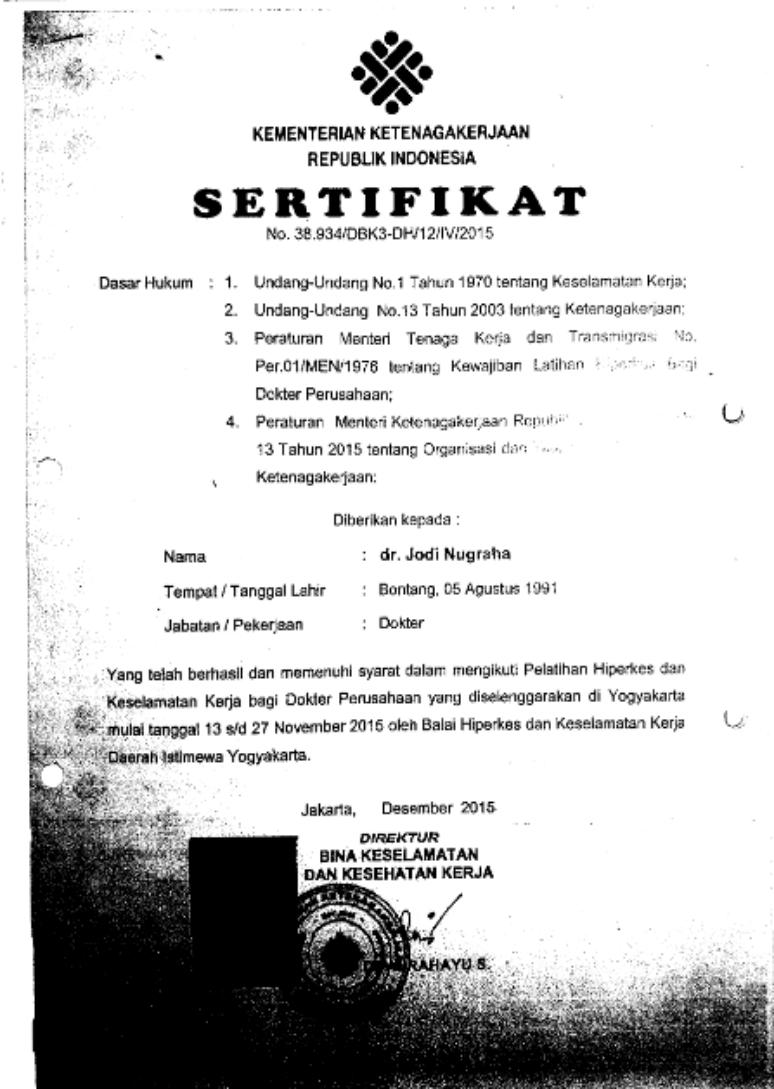 KEMENTERIAN KETENAGAKERJAAN
REPUBLIK INDONESIA
SERTIFIKAT
No. 38.934/DBK3-DH/12/IV/2015
Dasar Hukum : 1. Undang-Undang No.1 Tahun 1970 tentang Keselamatan Kerja;
2. Undang-Undang No.13 Tahun 2003 tentang Ketenagakerjaan;
3. Peraturan Menteri Tenaga Kerja dan Transmigrasi No.
Per.01/MEN/1976 tentang Kewajiban Latihan Hiperkes bagi
Dokter Perusahaan;
4. Peraturan Menteri Ketenagakerjaan Republik
13 Tahun 2015 tentang Organisasi dan
Ketenagakerjaan;
Diberikan kepada :
Nama : dr. Jodi Nugraha
Tempat / Tanggal Lahir : Bontang, 05 Agustus 1991
Jabatan / Pekerjaan : Dokter
Yang telah berhasil dan memenuhi syarat dalam mengikuti Pelatihan Hiperkes dan
Keselamatan Kerja bagi Dokter Perusahaan yang diselenggarakan di Yogyakarta
mulai tanggal 13 s/d 27 November 2015 oleh Balai Hiperkes dan Keselamatan Kerja
Daerah Istimewa Yogyakarta.
Jakarta, Desember 2015
DIREKTUR
BINA KESELAMATAN
DAN KESEHATAN KERJA
RAHAYU S.